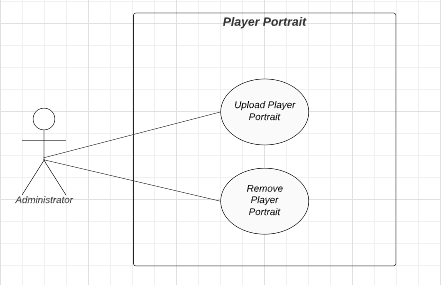 Player Portrait
Upload Player
Portrait
Remove
Player
Portrait
Administrator